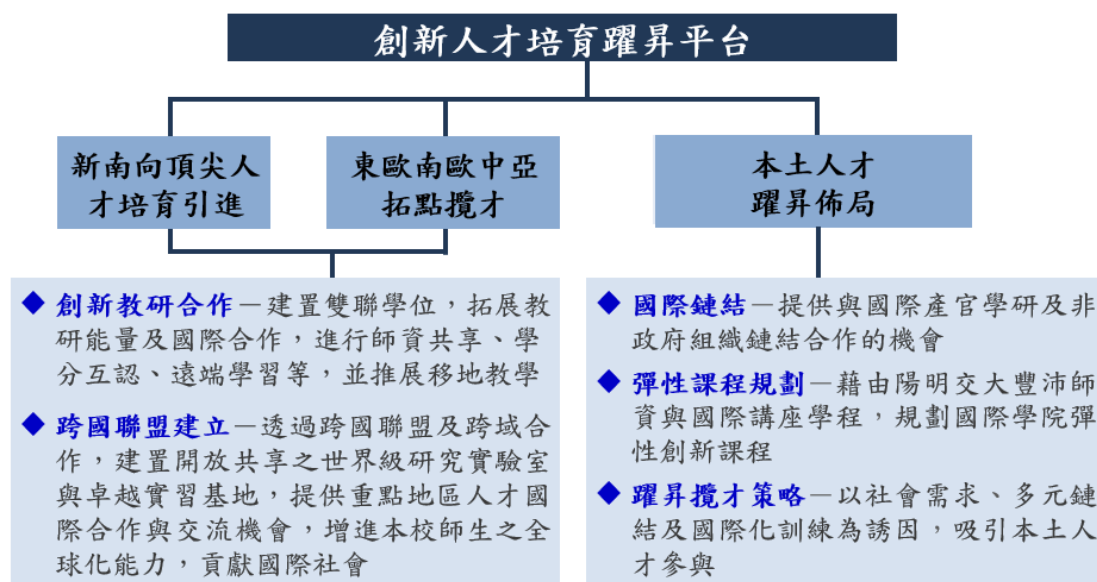 創新人才培育躍昇平台
新南向頂尖人
才培育引進
東歐南歐中亞
拓點攬才
本土人才
躍昇佈局
◆ 創新教研合作－建置雙聯學位，拓展教
研能量及國際合作，進行師資共享、學
分互認、遠端學習等，並推展移地教學
◆ 跨國聯盟建立－透過跨國聯盟及跨域合
作，建置開放共享之世界級研究實驗室
與卓越實習基地，提供重點地區人才國
際合作與交流機會，增進本校師生之全
球化能力，貢獻國際社會
◆ 國際鏈結－提供與國際產官學研及非
政府組織鏈結合作的機會
◆ 彈性課程規劃－藉由陽明交大豐沛師
資與國際講座學程，規劃國際學院彈
性創新課程
◆ 躍昇攬才策略－以社會需求、多元鏈
結及國際化訓練為誘因，吸引本土人
才參與